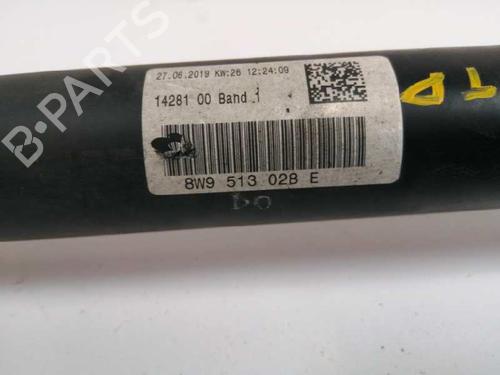 27.06.2019 KW:26 12:24:09
14281 00 Band .1
8W9 513 028 E
B-PARTS